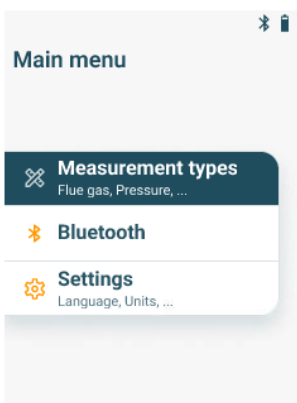 Main menu
Measurement types
Flue gas, Pressure, ...
Bluetooth
Settings
Language, Units, ...